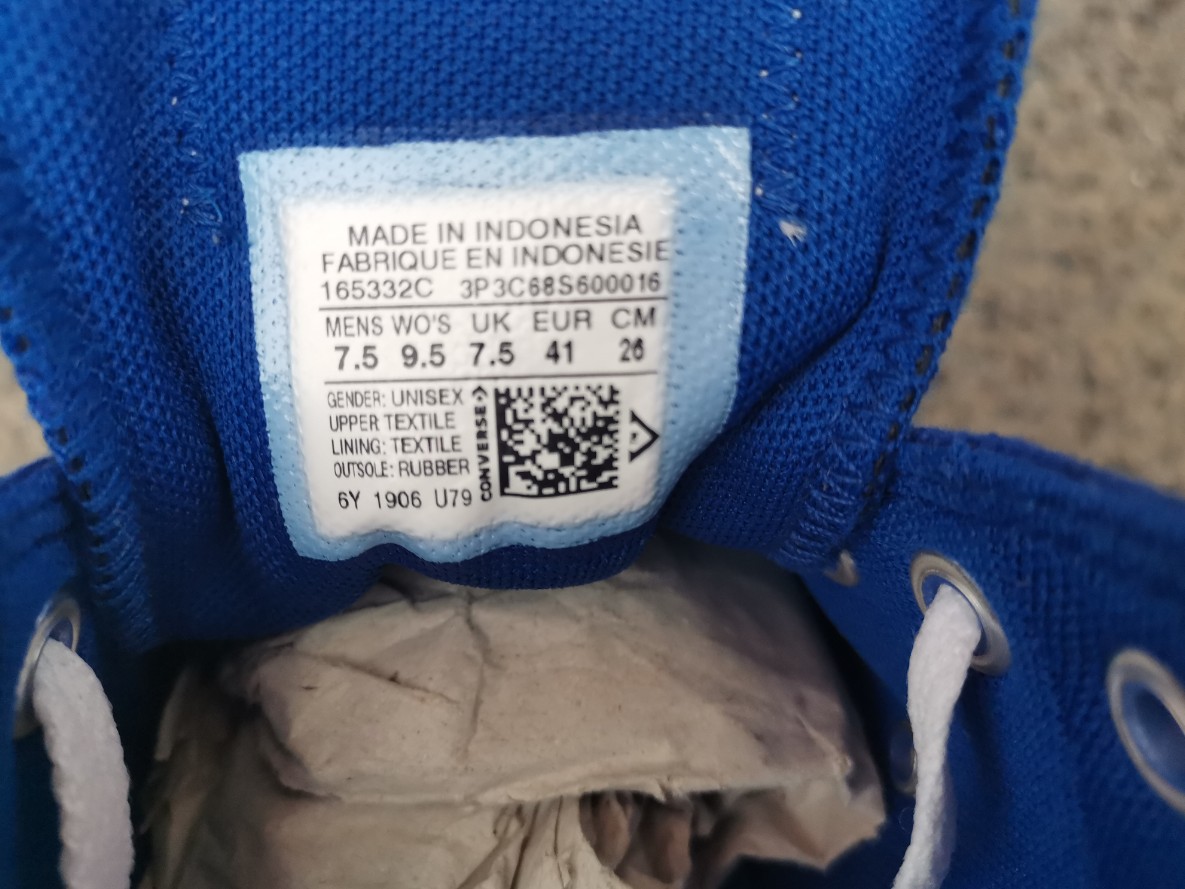 MADE IN INDONESIA
FABRIQUE EN INDONESIE
165332C 3P3C68S600016
MENS WO'S UK EUR CM
7.5 9.5 7.5 41 26
GENDER: UNISEX
UPPER TEXTILE
LINING: TEXTILE
OUTSOLE: RUBBER
6Y 1906 U79
CONVERSE